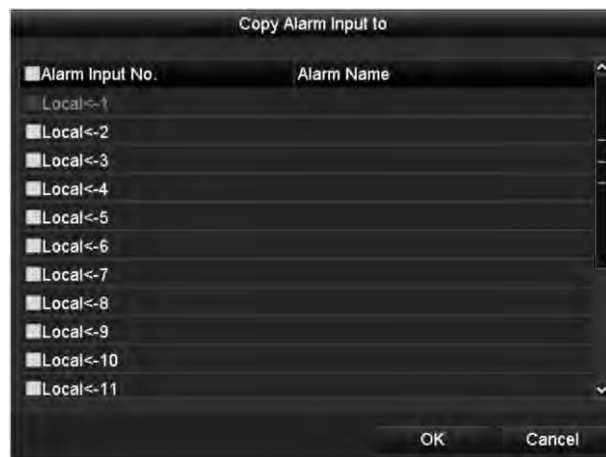 Copy Alarm Input to
Alarm Input No. Alarm Name
Local<-1
Local<-2
Local<-3
Local<-4
Local<-5
Local<-6
Local<-7
Local<-8
Local<-9
Local<-10
Local<-11
OK Cancel